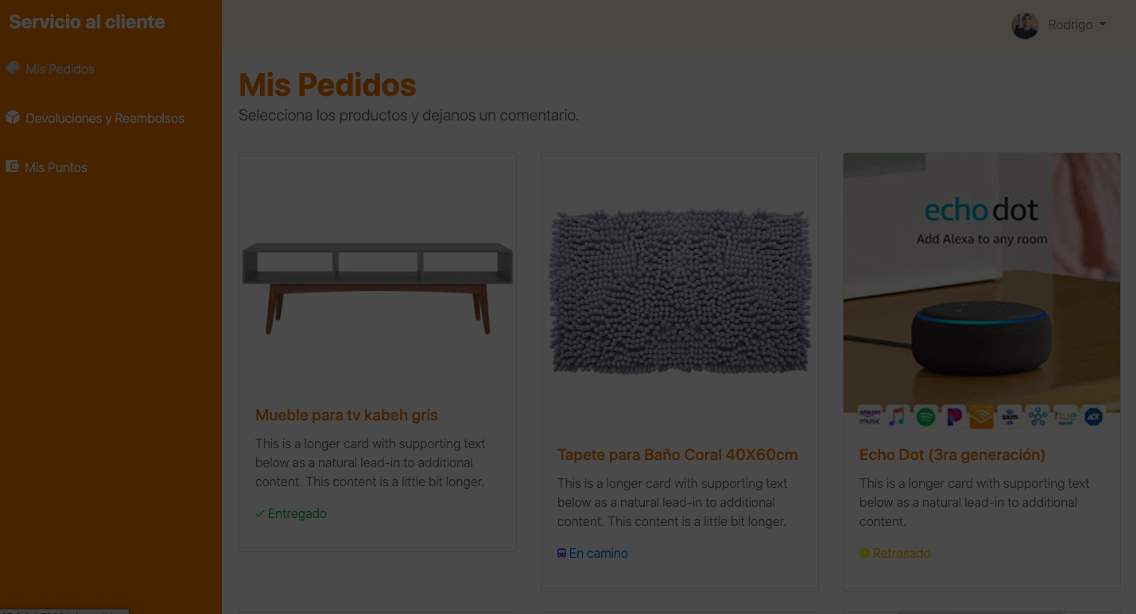 Servicio al cliente
Rodrigo
Mis Pedidos
Devoluciones y Reembolsos
Mis Puntos
Mis Pedidos
Selecciona los productos y dejanos un comentario.
Mueble para tv kabeh gris
This is a longer card with supporting text
below as a natural lead-in to additional
content. This content is a little bit longer.
Entregado
Tapete para Baño Coral 40X60cm
This is a longer card with supporting text
below as a natural lead-in to additional
content. This content is a little bit longer.
En camino
echo dot
Add Alexa to any room
amazon
music
siriusxm
hue
Echo Dot (3ra generación)
This is a longer card with supporting text
below as a natural lead-in to additional
content.
Retrasado